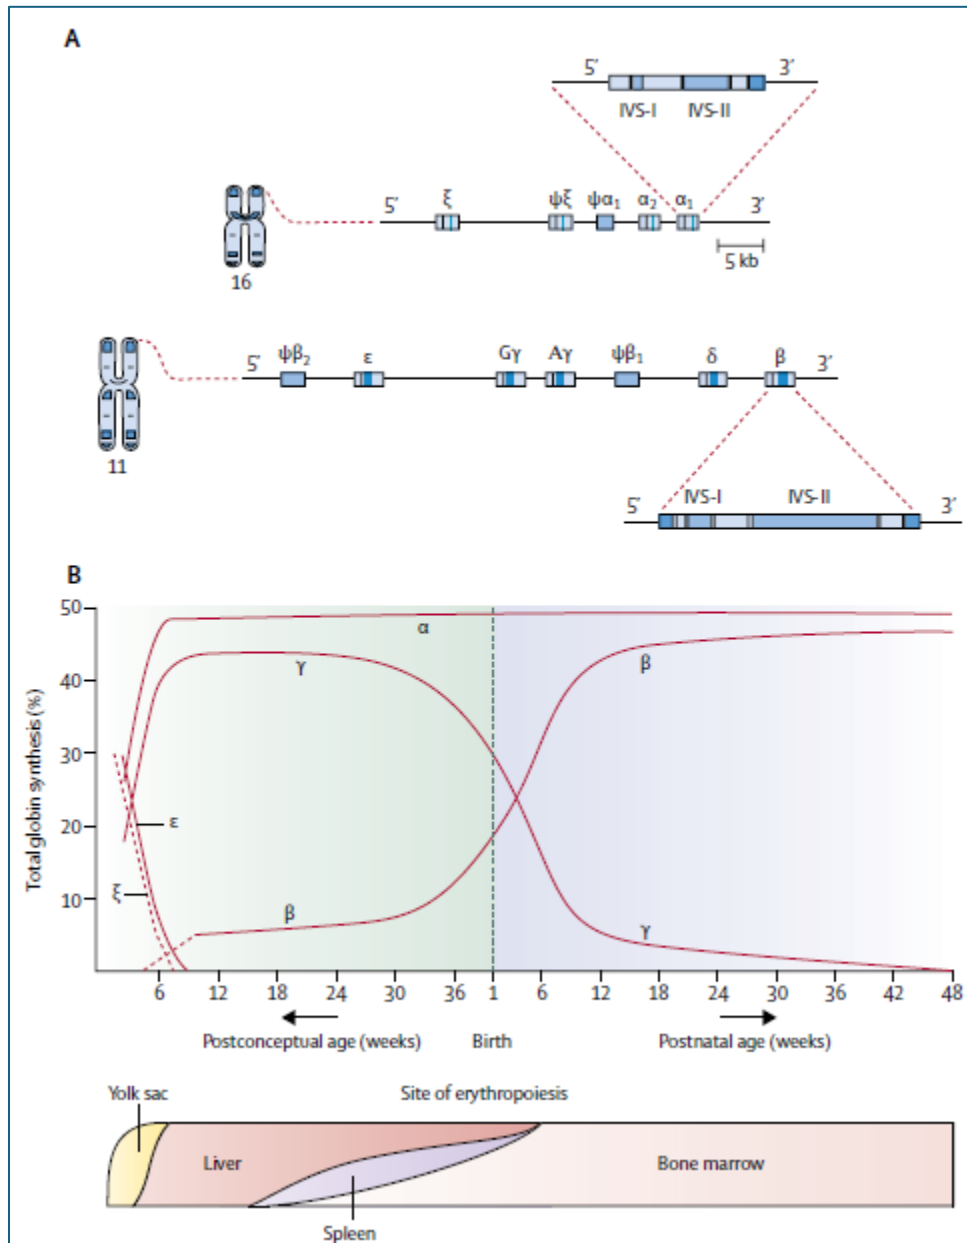 A
5′ 3′
IVS-I IVS-II
5′ ξ ψξ ψα₁ α₂ α₁ 3′
5 kb
16
5′ ψβ₂ ε Gγ Aγ ψβ₁ δ β 3′
11
5′ IVS-I IVS-II 3′
B
Total globin synthesis (%)
50
40
30
20
10
α
γ
β
ε
ξ
β
γ
6 12 18 24 30 36 1 6 12 18 24 30 36 42 48
Postconceptual age (weeks) Birth Postnatal age (weeks)
Yolk sac Site of erythropoiesis
Liver Bone marrow
Spleen